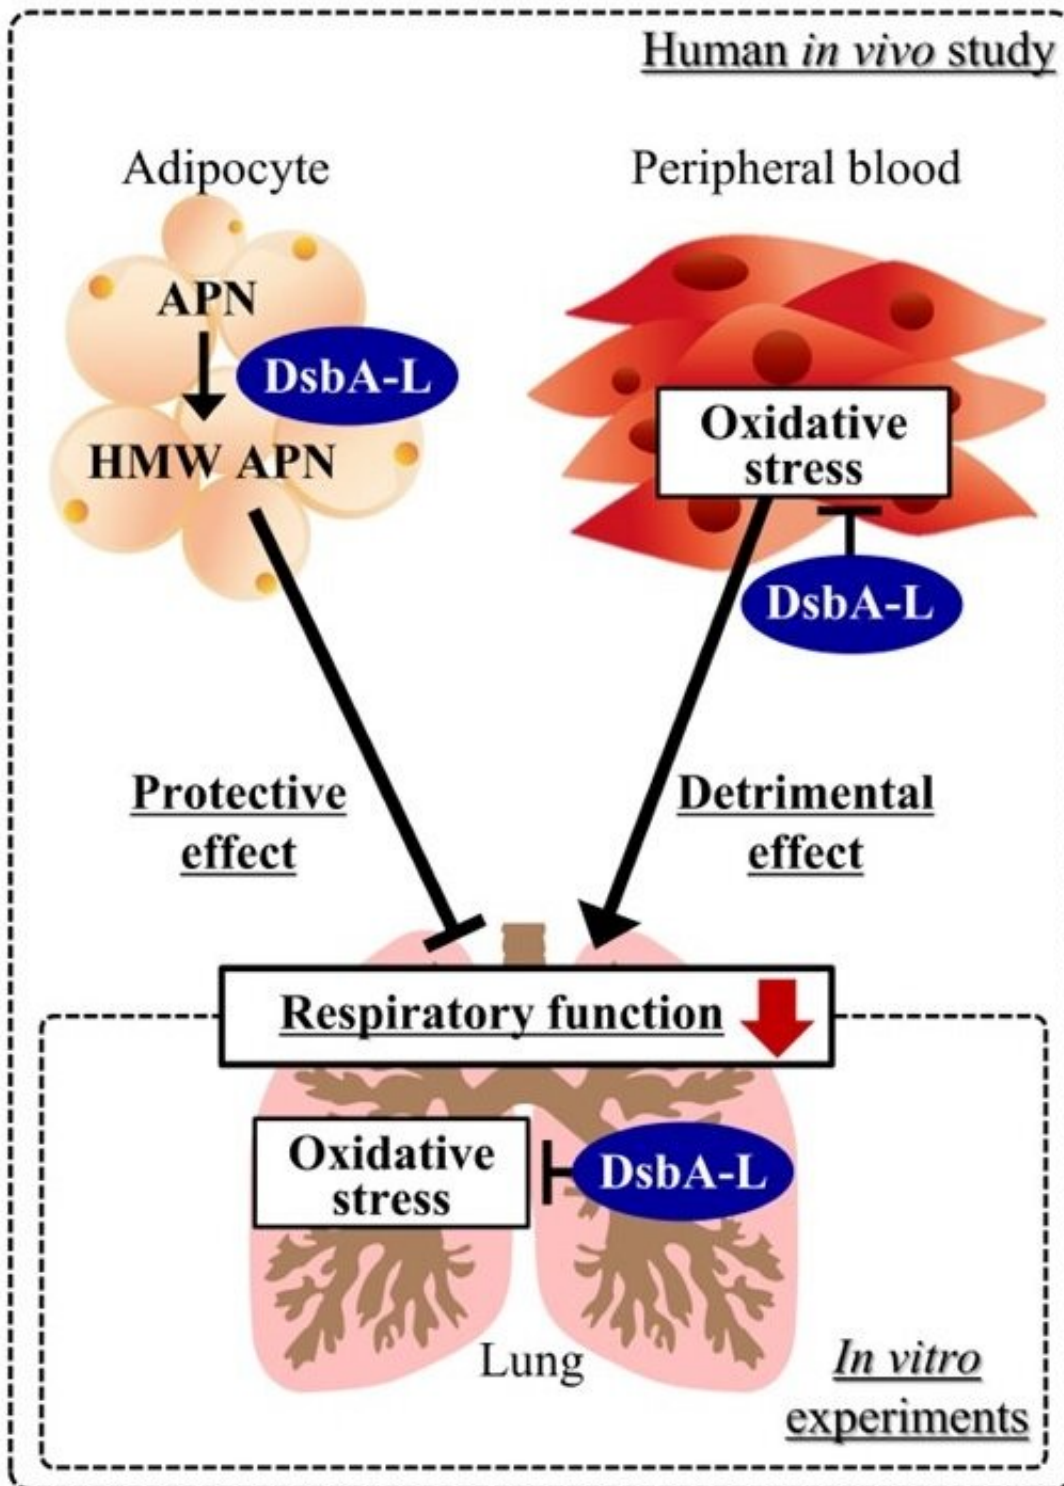 Human in vivo study
Adipocyte
Peripheral blood
APN
DsbA-L
HMW APN
Oxidative
stress
DsbA-L
Protective
effect
Detrimental
effect
Respiratory function
Oxidative
stress
DsbA-L
Lung
In vitro
experiments